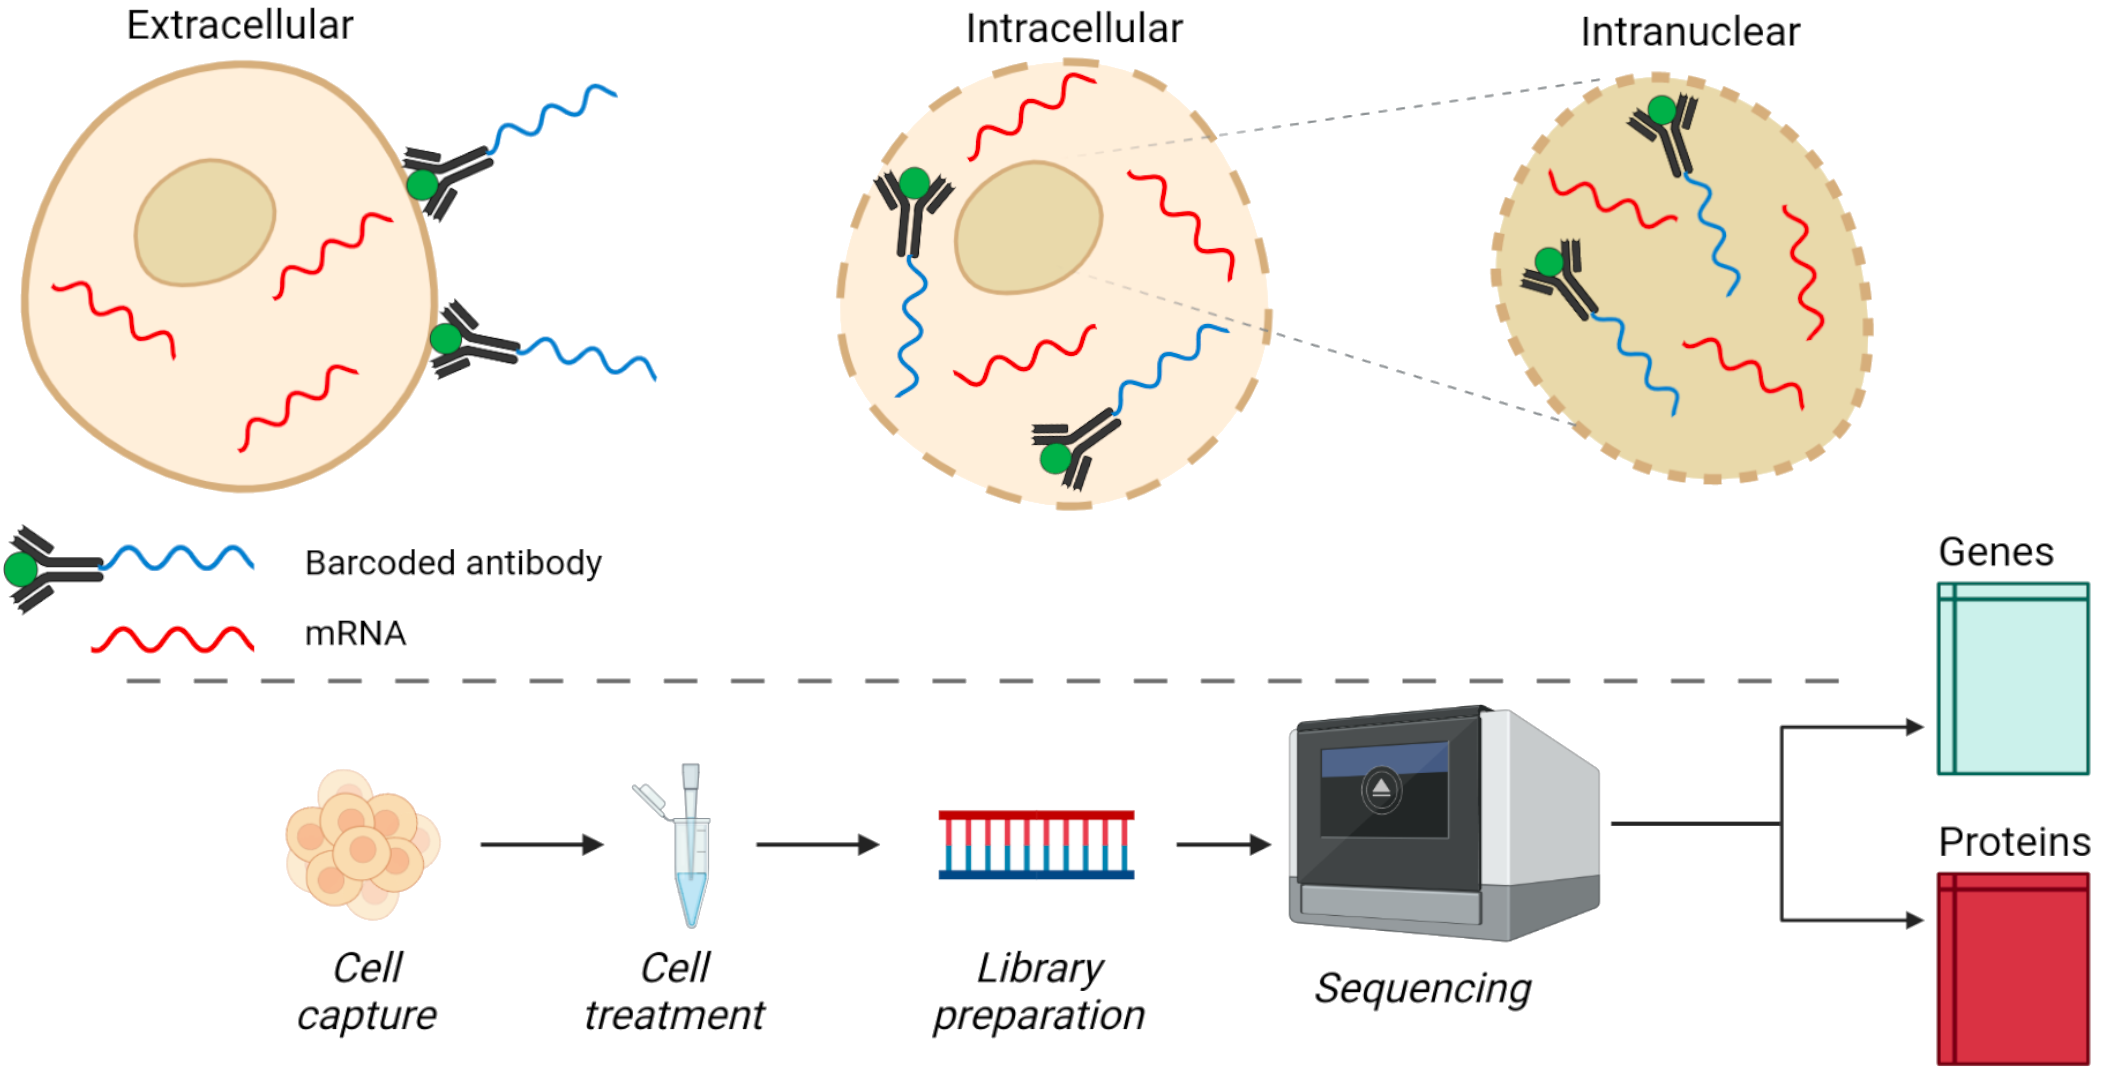 Extracellular
Intracellular
Intranuclear
Barcoded antibody
mRNA
Genes
Proteins
Cell
capture
Cell
treatment
Library
preparation
Sequencing